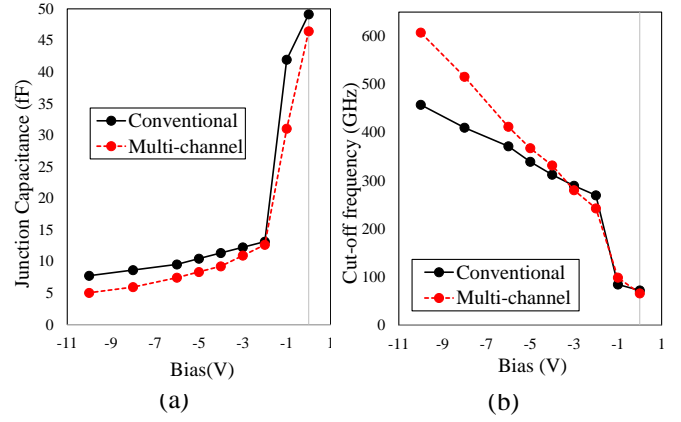 50
45
40
35
30
25
20
15
10
5
0
Junction Capacitance (fF)
Conventional
Multi-channel
-11 -9 -7 -5 -3 -1 1
Bias(V)
(a)
600
500
400
300
200
100
0
Cut-off frequency (GHz)
Conventional
Multi-channel
-11 -9 -7 -5 -3 -1 1
Bias (V)
(b)